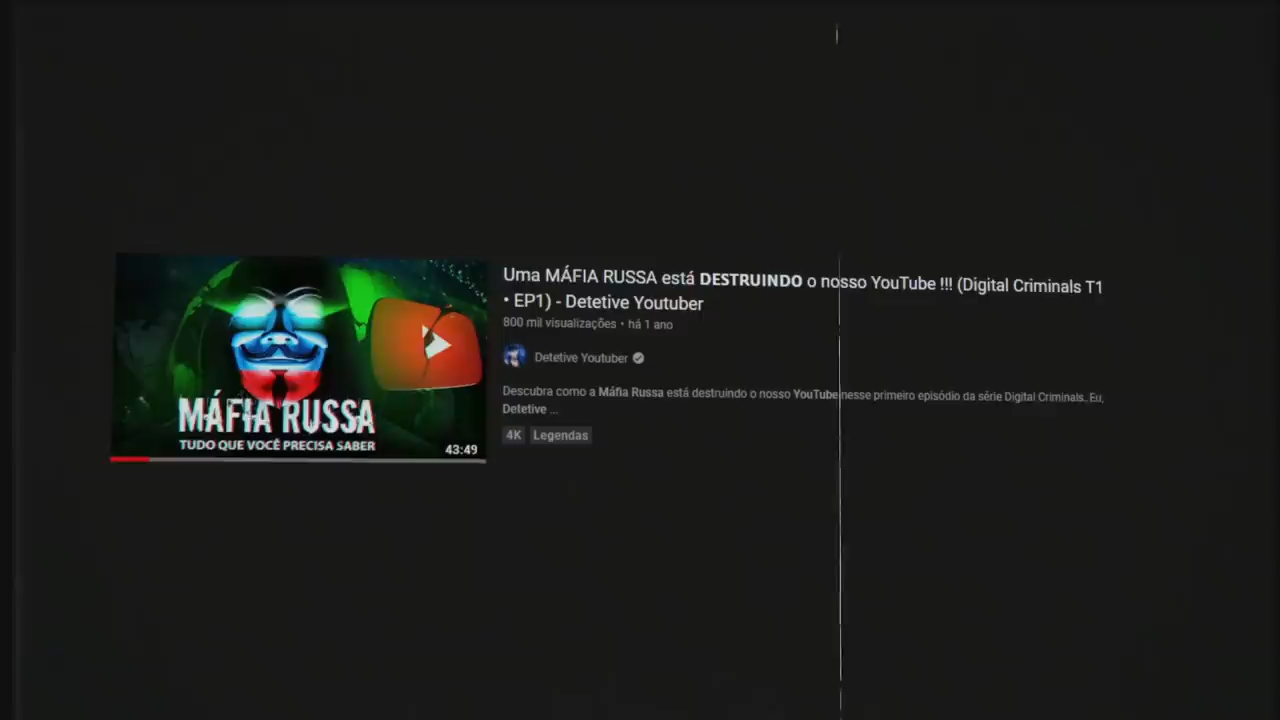 MÁFIA RUSSA
TUDO QUE VOCÊ PRECISA SABER
43:49
Uma MÁFIA RUSSA está DESTRUINDO o nosso YouTube !!! (Digital Criminals T1
• EP1) - Detetive Youtuber
800 mil visualizações • há 1 ano
Detetive Youtuber
Descubra como a Máfia Russa está destruindo o nosso YouTube nesse primeiro episódio da série Digital Criminals. Eu,
Detetive ...
4K Legendas